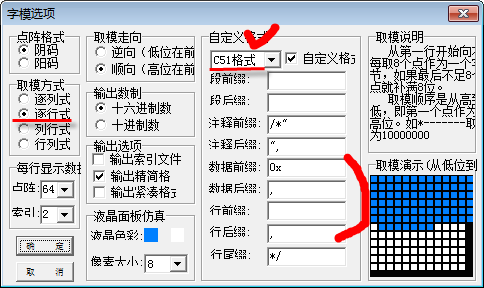 字模选项
点阵格式
阴码
阳码
取模方式
逐列式
逐行式
列行式
行列式
每行显示数据
点阵: 64
索引: 2
确 定
取 消
取模走向
逆向(低位在前
顺向(高位在前
输出数制
十六进制数
十进制数
输出选项
输出索引文件
输出精简格
输出紧凑格式
液晶面板仿真
液晶色彩:
像素大小: 8
自定义格式
C51格式
自定义格式
段前缀:
段后缀:
注释前缀: /*"
注释后缀: ",
数据前缀: 0x
数据后缀: ,
行前缀:
行后缀: ,
行尾缀: */
取模说明
从第一行开始向
每取8个点作为一个字
节，如果最后不足8
点就补满8位。
取模顺序是从高
低，即第一个点作为
高位。如*-------取
为10000000
取模演示(从低位到